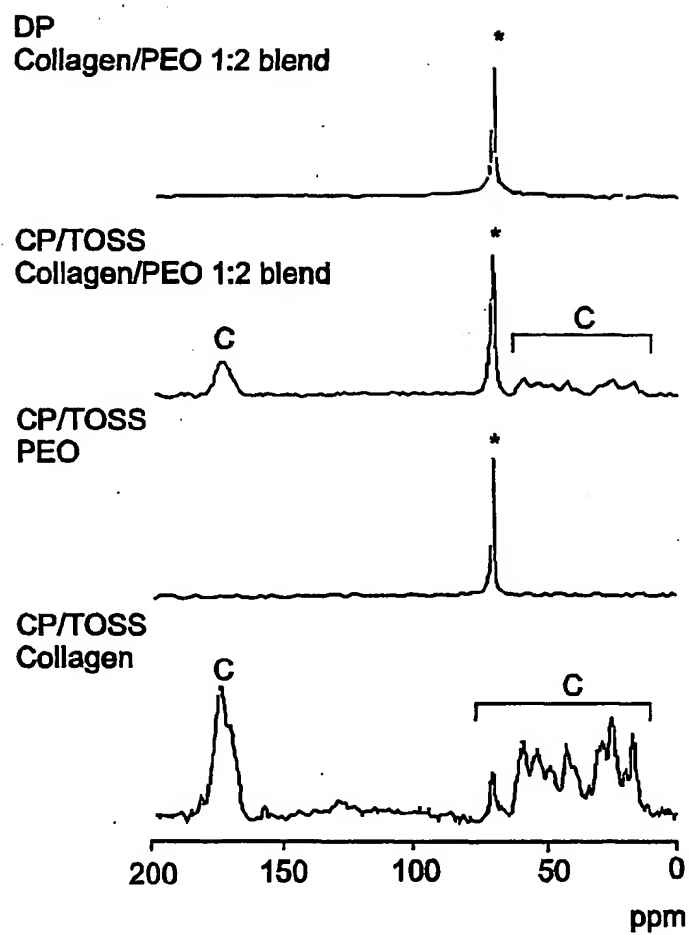 DP
Collagen/PEO 1:2 blend
*
CP/TOSS
Collagen/PEO 1:2 blend
*
C
C
CP/TOSS
PEO
*
CP/TOSS
Collagen
C
C
200 150 100 50 0
ppm